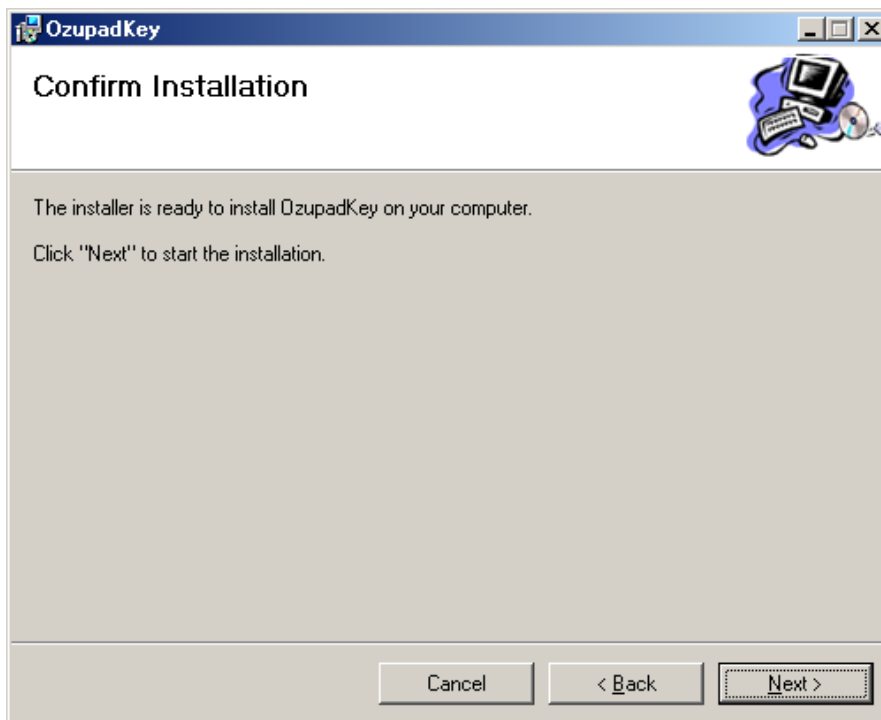 OzupadKey
Confirm Installation
The installer is ready to install OzupadKey on your computer.
Click "Next" to start the installation.
Cancel
< Back
Next >